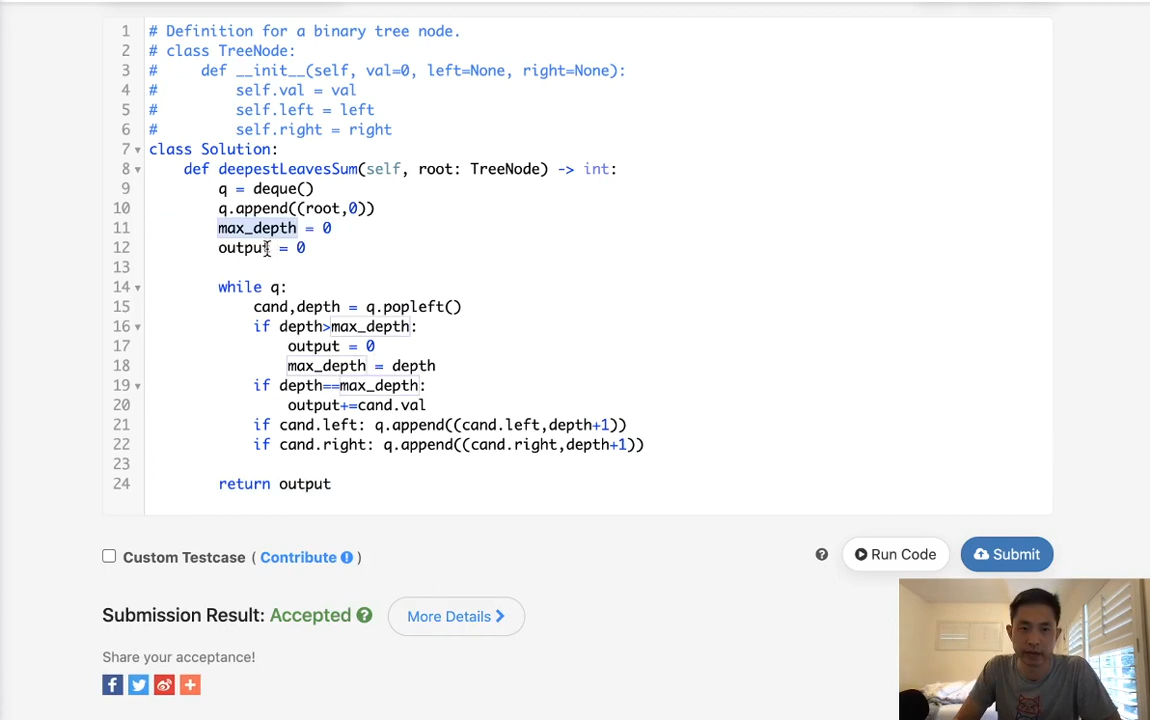 1 # Definition for a binary tree node.
2 # class TreeNode:
3 #     def __init__(self, val=0, left=None, right=None):
4 #         self.val = val
5 #         self.left = left
6 #         self.right = right
7 class Solution:
8     def deepestLeavesSum(self, root: TreeNode) -> int:
9         q = deque()
10         q.append((root,0))
11         max_depth = 0
12         output = 0
13
14         while q:
15             cand,depth = q.popleft()
16             if depth>max_depth:
17                 output = 0
18                 max_depth = depth
19             if depth==max_depth:
20                 output+=cand.val
21             if cand.left: q.append((cand.left,depth+1))
22             if cand.right: q.append((cand.right,depth+1))
23
24         return output
Custom Testcase ( Contribute ! )
? Run Code Submit
Submission Result: Accepted ? More Details >
Share your acceptance!